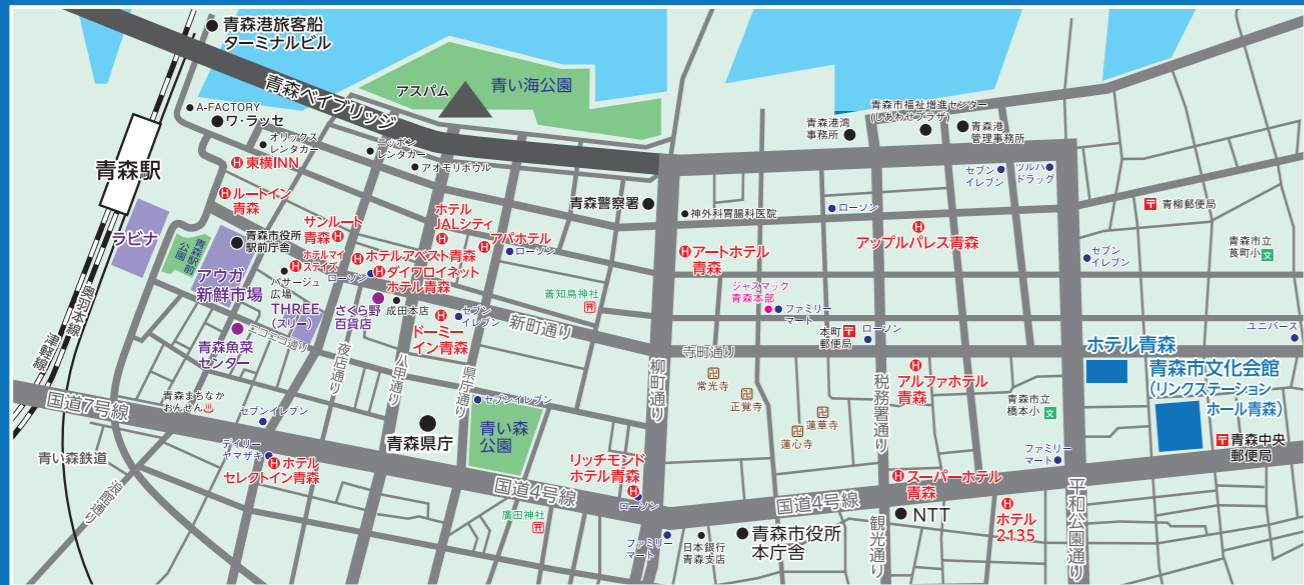 青森港旅客船
ターミナルビル
青森ベイブリッジ
アスパム
青い海公園
A-FACTORY
ワ・ラッセ
オリックス
レンタカー
ニッポン
レンタカー
アオモリボウル
青森駅
東横INN
ルートイン
青森
青森市福祉増進センター
(しあわせプラザ)
青森港湾
事務所
青森港
管理事務所
セブン
イレブン
ツルハ
ドラッグ
青森警察署
神外科胃腸科医院
ローソン
青柳郵便局
ラビナ
青森駅前
公園
青森市役所
駅前庁舎
サンルート
青森
ホテル
JALシティ
アパホテル
ローソン
アートホテル
青森
アップルパレス青森
セブン
イレブン
青森市立
莨町小
文
アウガ
新鮮市場
パサージュ
広場
ホテルマイ
ステイズ
ホテルアベスト青森
ローソン
ダイワロイネット
ホテル青森
THREE
(スリー)
さくら野
百貨店
成田本店
ドーミー
イン青森
セブン
イレブン
善知鳥神社
新町通り
ジャスマック
青森本部
ファミリー
マート
本町
郵便局
ローソン
ユニバース
奥羽本線
津軽線
青森魚菜
センター
ニコニコ通り
夜店通り
八甲通り
県庁通り
柳町通り
寺町通り
常光寺
正覚寺
蓮華寺
蓮心寺
税務署通り
アルファホテル
青森
青森市立
橋本小
文
ホテル青森
青森市文化会館
(リンクステーション
ホール青森)
青森中央
郵便局
国道7号線
青森まちなか
おんせん
セブンイレブン
デイリー
ヤマザキ
ホテル
セレクトイン青森
青森県庁
青い森
公園
セブンイレブン
リッチモンド
ホテル青森
ローソン
ファミリー
マート
青い森鉄道
浪館通り
国道4号線
廣田神社
ファミリー
マート
日本銀行
青森支店
青森市役所
本庁舎
国道4号線
スーパーホテル
青森
NTT
観光通り
ホテル
2135
平和公園通り